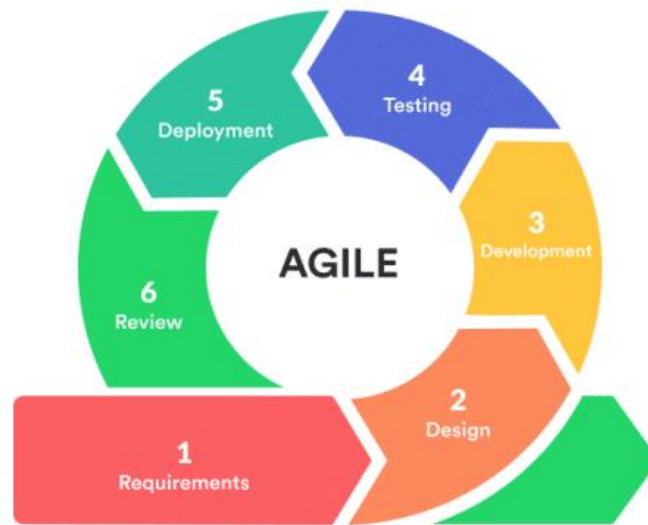 AGILE
1
Requirements
2
Design
3
Development
4
Testing
5
Deployment
6
Review